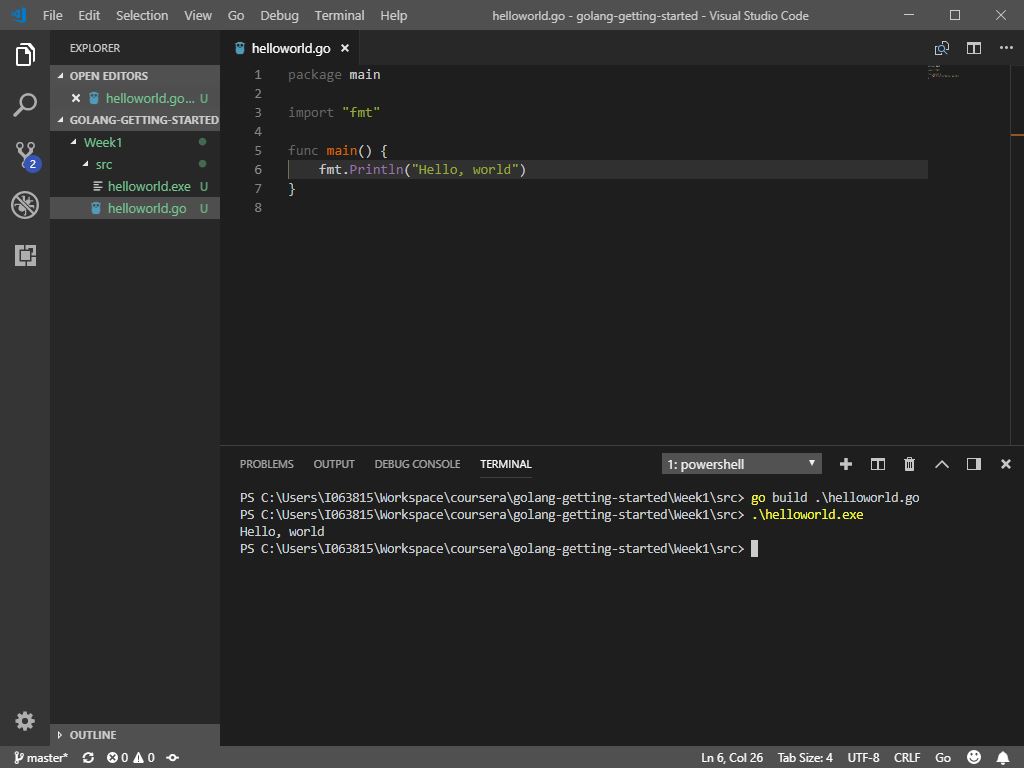 File Edit Selection View Go Debug Terminal Help helloworld.go - golang-getting-started - Visual Studio Code
EXPLORER
OPEN EDITORS
helloworld.go... U
GOLANG-GETTING-STARTED
Week1
src
helloworld.exe U
helloworld.go U
OUTLINE
2
helloworld.go
1 package main
2
3 import "fmt"
4
5 func main() {
6 fmt.Println("Hello, world")
7 }
8
PROBLEMS OUTPUT DEBUG CONSOLE TERMINAL 1: powershell
PS C:\Users\I063815\Workspace\coursera\golang-getting-started\Week1\src> go build .\helloworld.go
PS C:\Users\I063815\Workspace\coursera\golang-getting-started\Week1\src> .\helloworld.exe
Hello, world
PS C:\Users\I063815\Workspace\coursera\golang-getting-started\Week1\src>
master* 0 0 Ln 6, Col 26 Tab Size: 4 UTF-8 CRLF Go